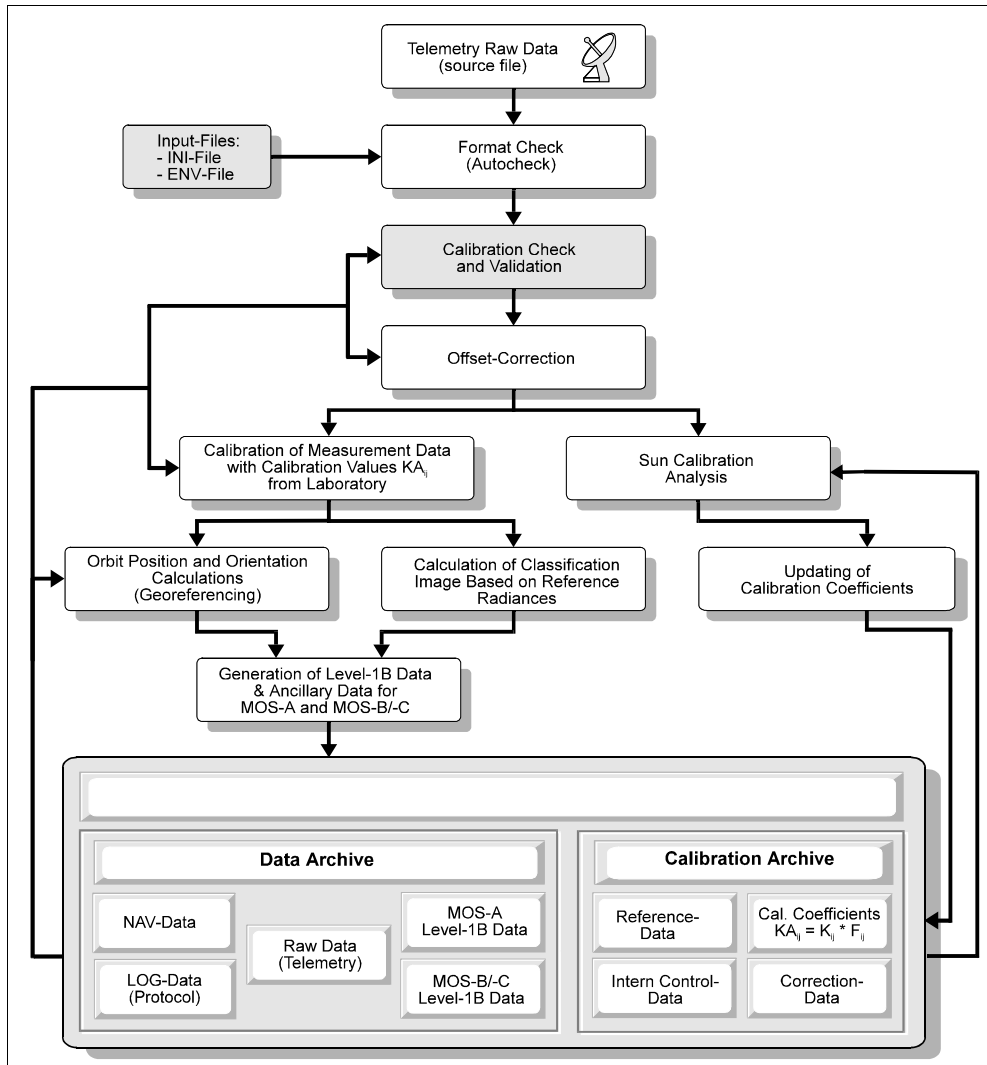 Telemetry Raw Data
(source file)
Input-Files:
- INI-File
- ENV-File
Format Check
(Autocheck)
Calibration Check
and Validation
Offset-Correction
Calibration of Measurement Data
with Calibration Values KAij
from Laboratory
Sun Calibration
Analysis
Orbit Position and Orientation
Calculations
(Georeferencing)
Calculation of Classification
Image Based on Reference
Radiances
Updating of
Calibration Coefficients
Generation of Level-1B Data
& Ancillary Data for
MOS-A and MOS-B/-C
Data Archive
NAV-Data
LOG-Data
(Protocol)
Raw Data
(Telemetry)
MOS-A
Level-1B Data
MOS-B/-C
Level-1B Data
Calibration Archive
Reference-
Data
Cal. Coefficients
KAij = Kij * Fij
Intern Control-
Data
Correction-
Data